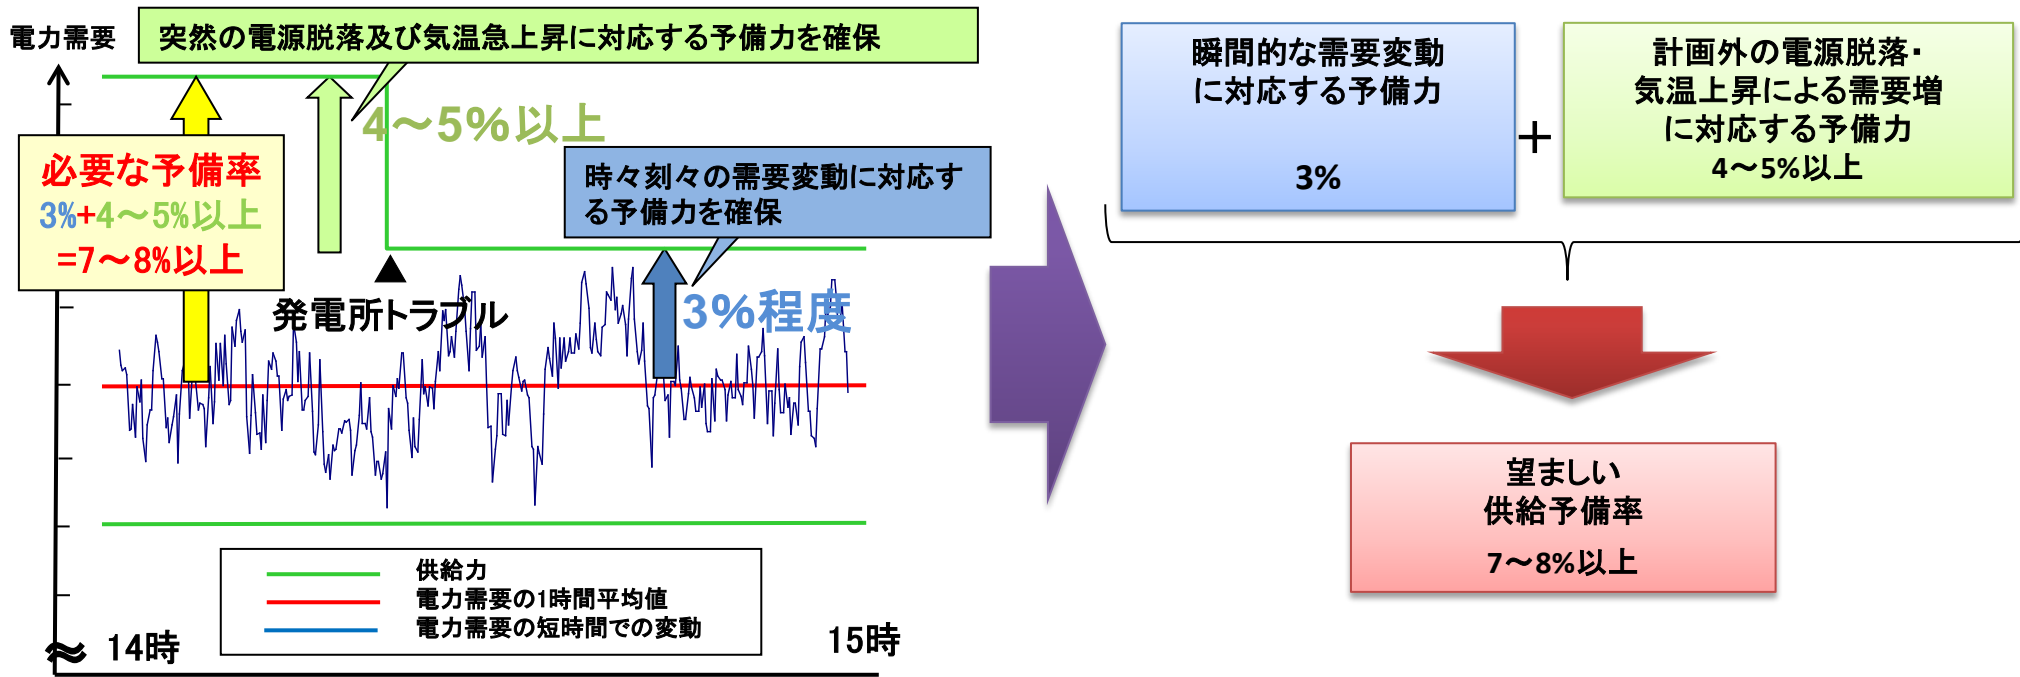 電力需要
突然の電源脱落及び気温急上昇に対応する予備力を確保
4～5%以上
必要な予備率
3%+4～5%以上
=7～8%以上
時々刻々の需要変動に対応す
る予備力を確保
発電所トラブル
3%程度
供給力
電力需要の1時間平均値
電力需要の短時間での変動
14時
15時
瞬間的な需要変動
に対応する予備力
3%
+
計画外の電源脱落・
気温上昇による需要増
に対応する予備力
4～5%以上
望ましい
供給予備率
7～8%以上